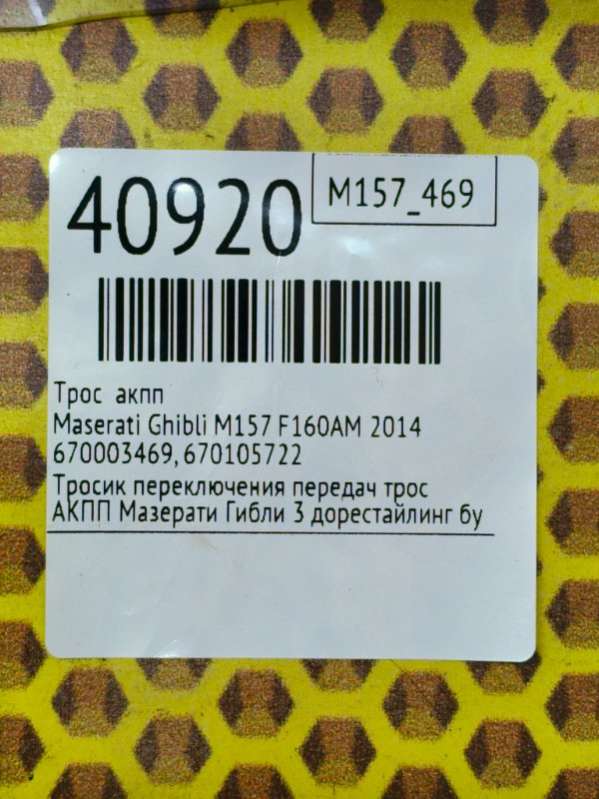 40920
M157_469
Трос акпп
Maserati Ghibli M157 F160AM 2014
670003469, 670105722
Тросик переключения передач трос
АКПП Мазерати Гибли 3 дорестайлинг бу